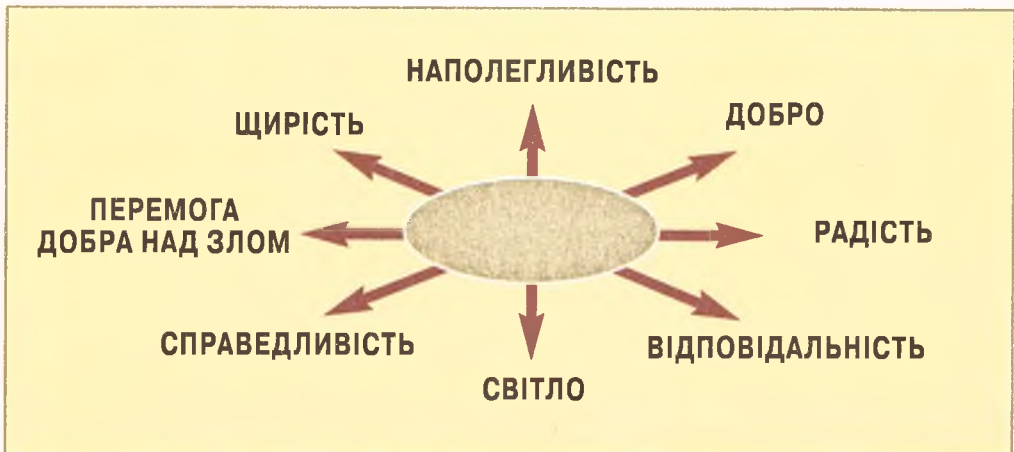 НАПОЛЕГЛИВІСТЬ
ЩИРІСТЬ
ДОБРО
ПЕРЕМОГА
ДОБРА НАД ЗЛОМ
РАДІСТЬ
СПРАВЕДЛИВІСТЬ
ВІДПОВІДАЛЬНІСТЬ
СВІТЛО